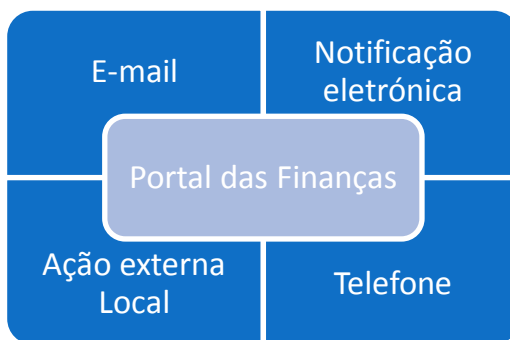 E-mail
Notificação
eletrónica
Portal das Finanças
Ação externa
Local
Telefone